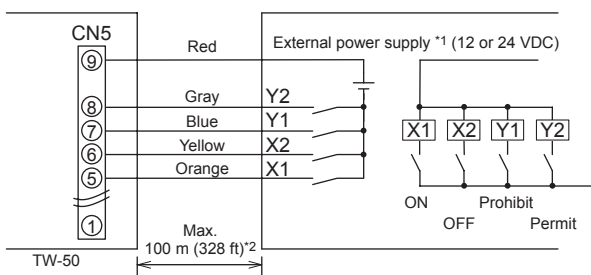 CN5
Red
External power supply *1 (12 or 24 VDC)
9
8
Gray
Y2
7
Blue
Y1
6
Yellow
X2
5
Orange
X1
1
X1
X2
Y1
Y2
ON
Prohibit
OFF
Permit
Max.
100 m (328 ft)*2
TW-50